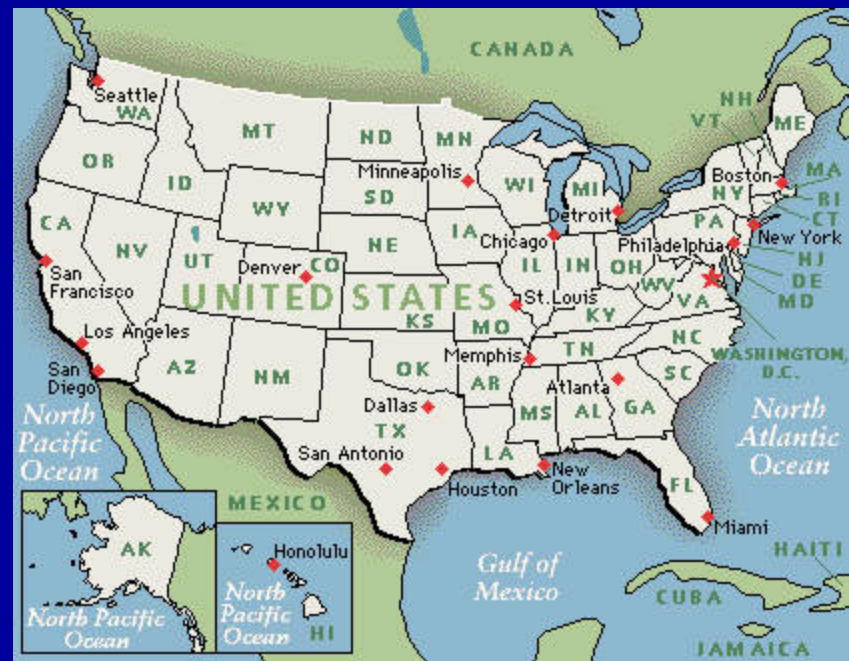 CANADA
NH
VT
ME
Seattle
WA
MT
ND
MN
MA
OR
Minneapolis
Boston
ID
WI
MI
NY
RI
SD
WY
Detroit
CT
CA
PA
IA
Chicago
New York
NV
NE
Philadelphia
UT
Denver
CO
IL
IN
OH
NJ
San
Francisco
WV
DE
UNITED STATES
St.Louis
VA
MD
KS
KY
MO
Los Angeles
NC
TN
Memphis
WASHINGTON,
D.C.
San
Diego
AZ
OK
NM
AR
SC
Atlanta
North
Pacific
Ocean
Dallas
MS
AL
GA
North
Atlantic
Ocean
TX
San Antonio
LA
Houston
New
Orleans
FL
MEXICO
Miami
AK
Honolulu
Gulf of
Mexico
HAITI
North Pacific
Ocean
North
Pacific
Ocean
HI
CUBA
JAMAICA